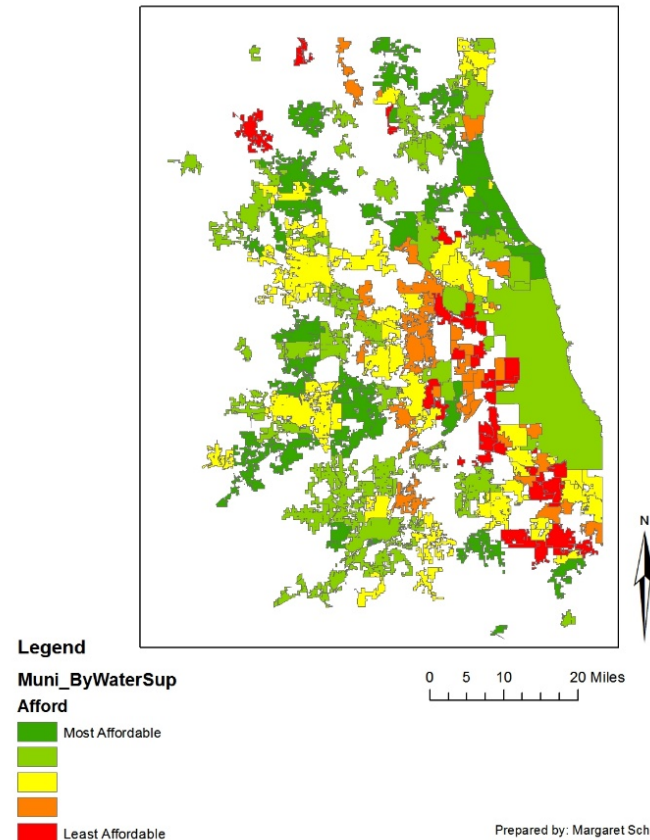 N
Legend
Muni_ByWaterSup
Afford
Most Affordable
Least Affordable
0 5 10 20 Miles
Prepared by: Margaret Sch